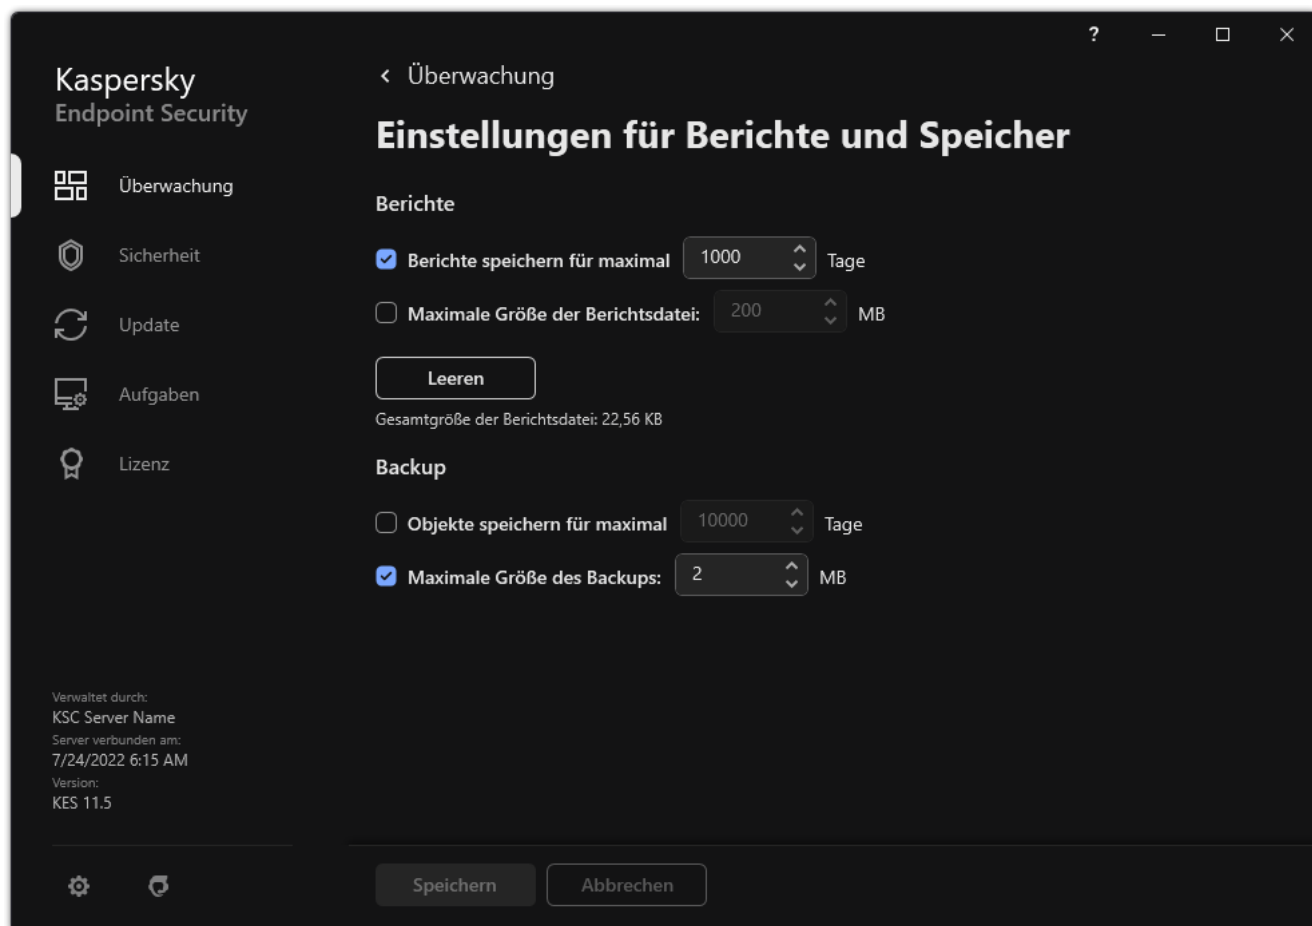 ?
Kaspersky
Endpoint Security
Überwachung
Sicherheit
Update
Aufgaben
Lizenz
Verwaltet durch:
KSC Server Name
Server verbunden am:
7/24/2022 6:15 AM
Version:
KES 11.5
Überwachung
Einstellungen für Berichte und Speicher
Berichte
Berichte speichern für maximal 1000 Tage
Maximale Größe der Berichtsdatei: 200 MB
Leeren
Gesamtgröße der Berichtsdatei: 22,56 KB
Backup
Objekte speichern für maximal 10000 Tage
Maximale Größe des Backups: 2 MB
Speichern Abbrechen